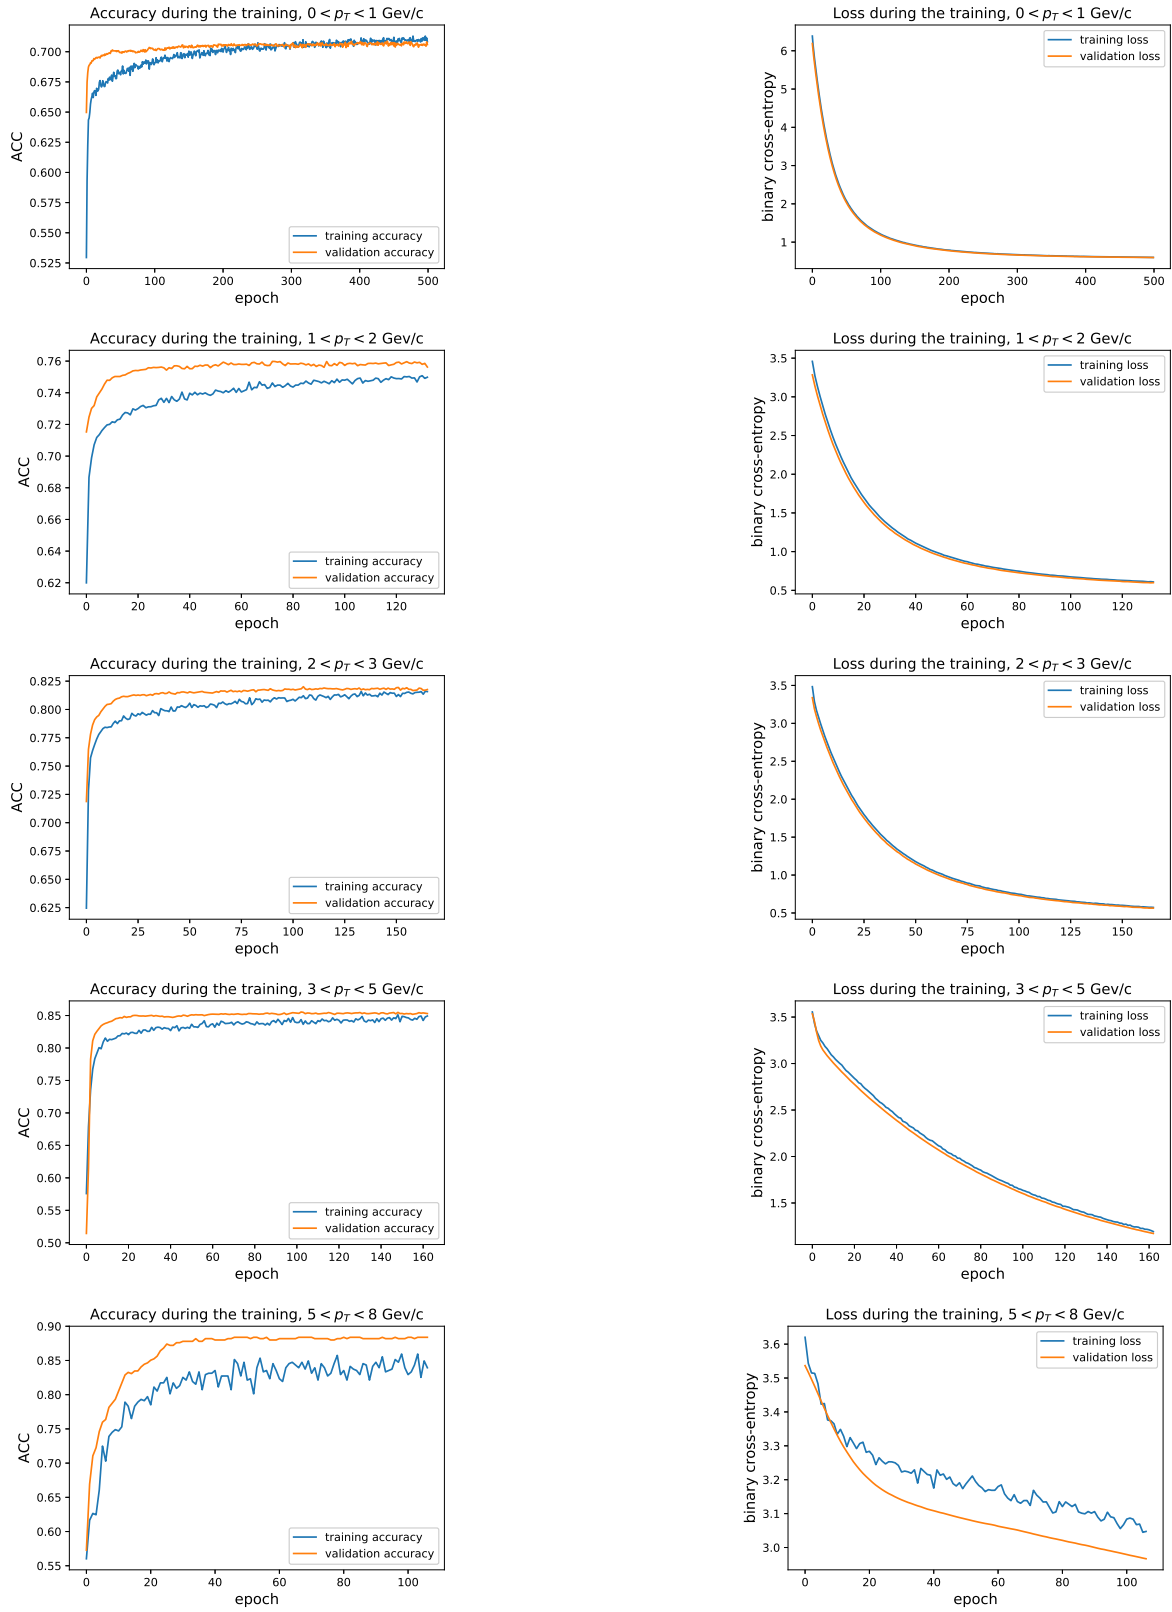 Accuracy during the training, 0 < p_T < 1 Gev/c
0.700
0.675
0.650
0.625
0.600
0.575
0.550
0.525
ACC
training accuracy
validation accuracy
0 100 200 300 400 500
epoch
Loss during the training, 0 < p_T < 1 Gev/c
6
5
4
3
2
1
binary cross-entropy
training loss
validation loss
0 100 200 300 400 500
epoch
Accuracy during the training, 1 < p_T < 2 Gev/c
0.76
0.74
0.72
0.70
0.68
0.66
0.64
0.62
ACC
training accuracy
validation accuracy
0 20 40 60 80 100 120
epoch
Loss during the training, 1 < p_T < 2 Gev/c
3.5
3.0
2.5
2.0
1.5
1.0
0.5
binary cross-entropy
training loss
validation loss
0 20 40 60 80 100 120
epoch
Accuracy during the training, 2 < p_T < 3 Gev/c
0.825
0.800
0.775
0.750
0.725
0.700
0.675
0.650
0.625
ACC
training accuracy
validation accuracy
0 25 50 75 100 125 150
epoch
Loss during the training, 2 < p_T < 3 Gev/c
3.5
3.0
2.5
2.0
1.5
1.0
0.5
binary cross-entropy
training loss
validation loss
0 25 50 75 100 125 150
epoch
Accuracy during the training, 3 < p_T < 5 Gev/c
0.85
0.80
0.75
0.70
0.65
0.60
0.55
0.50
ACC
training accuracy
validation accuracy
0 20 40 60 80 100 120 140 160
epoch
Loss during the training, 3 < p_T < 5 Gev/c
3.5
3.0
2.5
2.0
1.5
binary cross-entropy
training loss
validation loss
0 20 40 60 80 100 120 140 160
epoch
Accuracy during the training, 5 < p_T < 8 Gev/c
0.90
0.85
0.80
0.75
0.70
0.65
0.60
0.55
ACC
training accuracy
validation accuracy
0 20 40 60 80 100
epoch
Loss during the training, 5 < p_T < 8 Gev/c
3.6
3.5
3.4
3.3
3.2
3.1
3.0
binary cross-entropy
training loss
validation loss
0 20 40 60 80 100
epoch